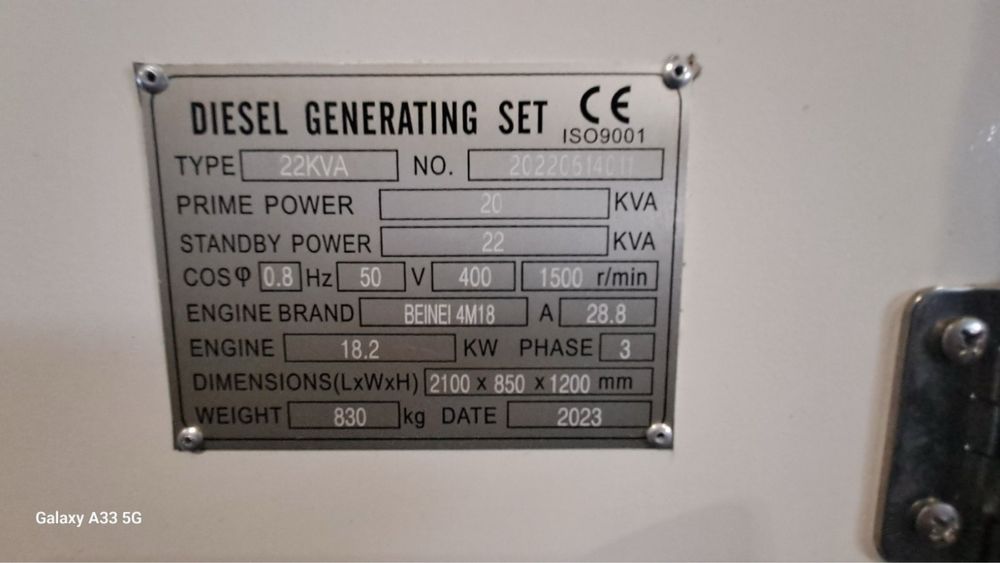 DIESEL GENERATING SET CE
ISO9001
TYPE 22KVA NO. 20220614011
PRIME POWER 20 KVA
STANDBY POWER 22 KVA
COSφ 0.8 Hz 50 V 400 1500 r/min
ENGINE BRAND BEINEI 4M18 A 28.8
ENGINE 18.2 KW PHASE 3
DIMENSIONS(LxWxH) 2100 x 850 x 1200 mm
WEIGHT 830 kg DATE 2023
Galaxy A33 5G